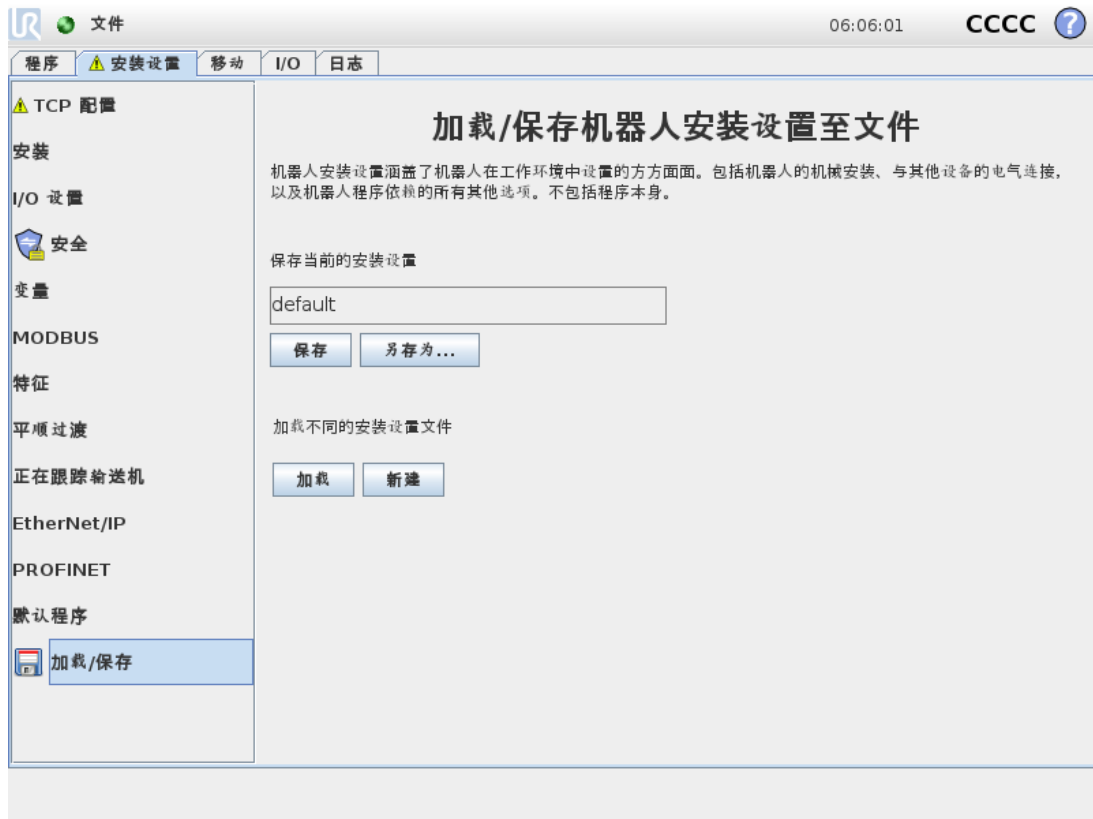 UR 文件 06:06:01 CCCC ?
程序 安装设置 移动 I/O 日志
TCP 配置
安装
I/O 设置
安全
变量
MODBUS
特征
平顺过渡
正在跟踪输送机
EtherNet/IP
PROFINET
默认程序
加载/保存
加载/保存机器人安装设置至文件
机器人安装设置涵盖了机器人在工作环境中设置的方方面面。包括机器人的机械安装、与其他设备的电气连接,
以及机器人程序依赖的所有其他选项。不包括程序本身。
保存当前的安装设置
default
保存 另存为...
加载不同的安装设置文件
加载 新建